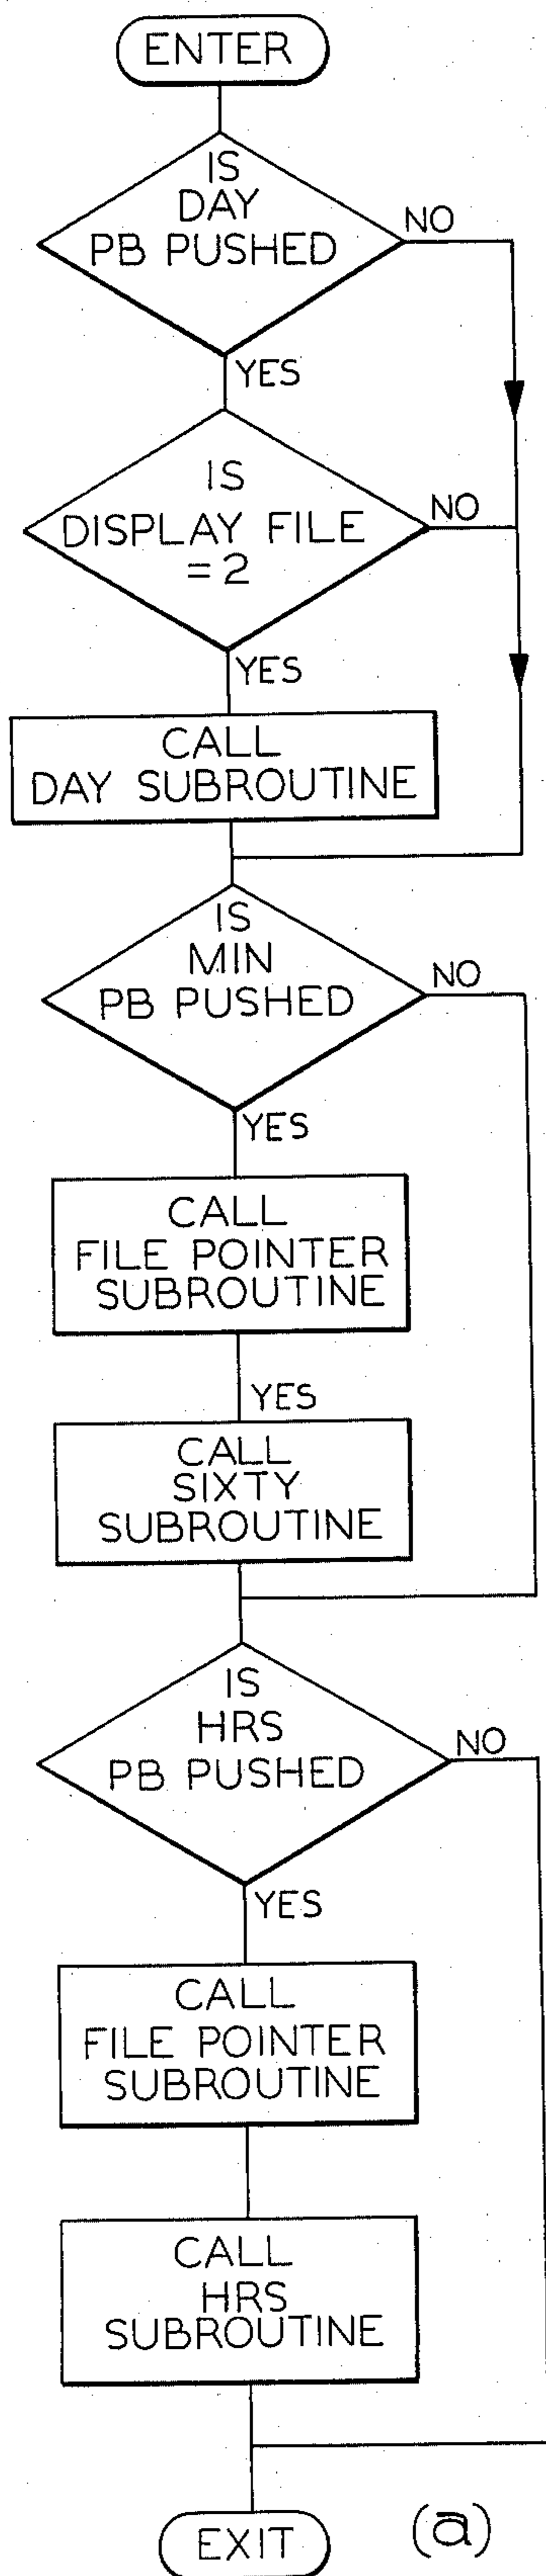 ENTER
IS
DAY
PB PUSHED
NO
YES
IS
DISPLAY FILE
= 2
NO
YES
CALL
DAY SUBROUTINE
IS
MIN
PB PUSHED
NO
YES
CALL
FILE POINTER
SUBROUTINE
YES
CALL
SIXTY
SUBROUTINE
IS
HRS
PB PUSHED
NO
YES
CALL
FILE POINTER
SUBROUTINE
CALL
HRS
SUBROUTINE
EXIT
(a)